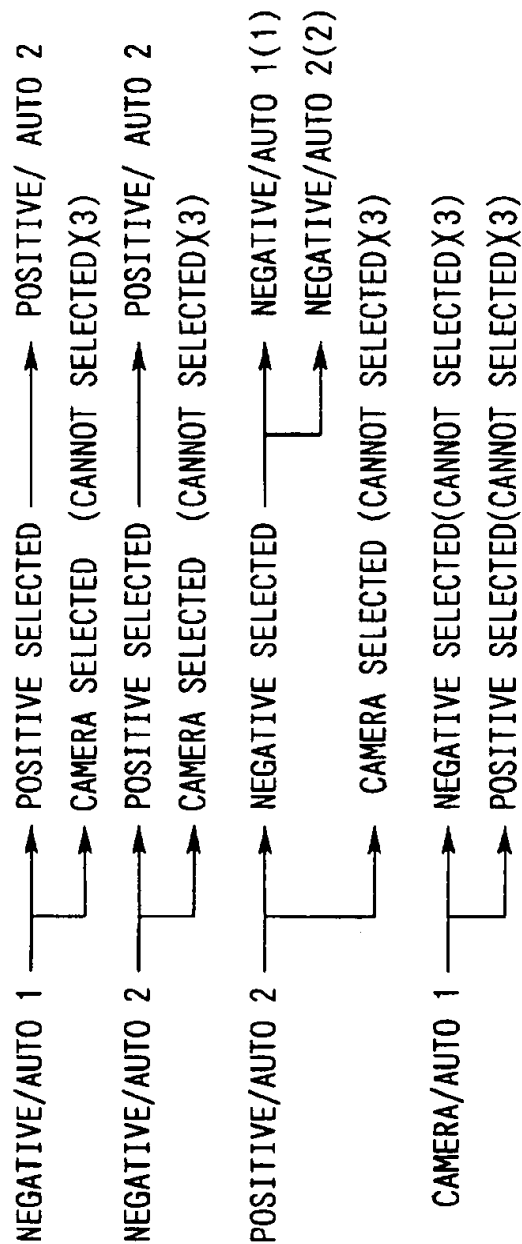 NEGATIVE/AUTO 1 POSITIVE SELECTED POSITIVE/ AUTO 2
CAMERA SELECTED (CANNOT SELECTED)(3)
NEGATIVE/AUTO 2 POSITIVE SELECTED POSITIVE/ AUTO 2
CAMERA SELECTED (CANNOT SELECTED)(3)
POSITIVE/AUTO 2 NEGATIVE SELECTED NEGATIVE/AUTO 1(1)
NEGATIVE/AUTO 2(2)
CAMERA SELECTED (CANNOT SELECTED)(3)
CAMERA/AUTO 1 NEGATIVE SELECTED(CANNOT SELECTED)(3)
POSITIVE SELECTED(CANNOT SELECTED)(3)